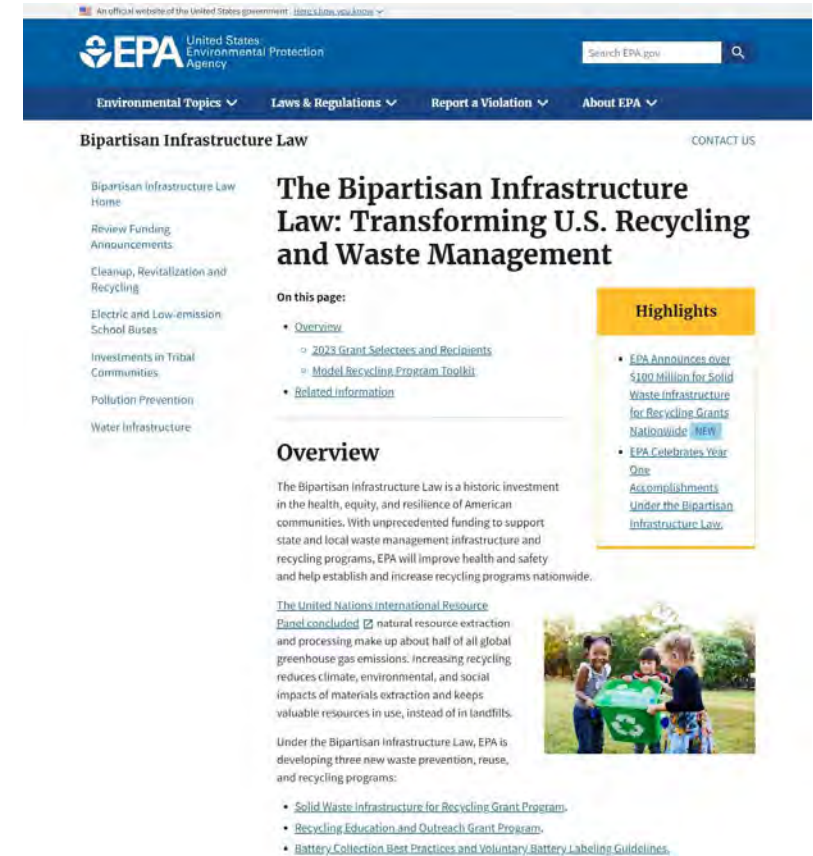 An official website of the United States government Here's how you know
EPA United States
Environmental Protection
Agency
Search EPA.gov
Environmental Topics
Laws & Regulations
Report a Violation
About EPA
Bipartisan Infrastructure Law
CONTACT US
Bipartisan Infrastructure Law
Home
Review Funding
Announcements
Cleanup, Revitalization and
Recycling
Electric and Low-emission
School Buses
Investments in Tribal
Communities
Pollution Prevention
Water Infrastructure
The Bipartisan Infrastructure
Law: Transforming U.S. Recycling
and Waste Management
On this page:
• Overview
○ 2023 Grant Selectees and Recipients
○ Model Recycling Program Toolkit
• Related Information
Highlights
• EPA Announces over
$100 Million for Solid
Waste Infrastructure
for Recycling Grants
Nationwide NEW
• EPA Celebrates Year
One
Accomplishments
Under the Bipartisan
Infrastructure Law.
Overview
The Bipartisan Infrastructure Law is a historic investment
in the health, equity, and resilience of American
communities. With unprecedented funding to support
state and local waste management infrastructure and
recycling programs, EPA will improve health and safety
and help establish and increase recycling programs nationwide.
The United Nations International Resource
Panel concluded natural resource extraction
and processing make up about half of all global
greenhouse gas emissions. Increasing recycling
reduces climate, environmental, and social
impacts of materials extraction and keeps
valuable resources in use, instead of in landfills.
Under the Bipartisan Infrastructure Law, EPA is
developing three new waste prevention, reuse,
and recycling programs:
• Solid Waste Infrastructure for Recycling Grant Program.
• Recycling Education and Outreach Grant Program.
• Battery Collection Best Practices and Voluntary Battery Labeling Guidelines.